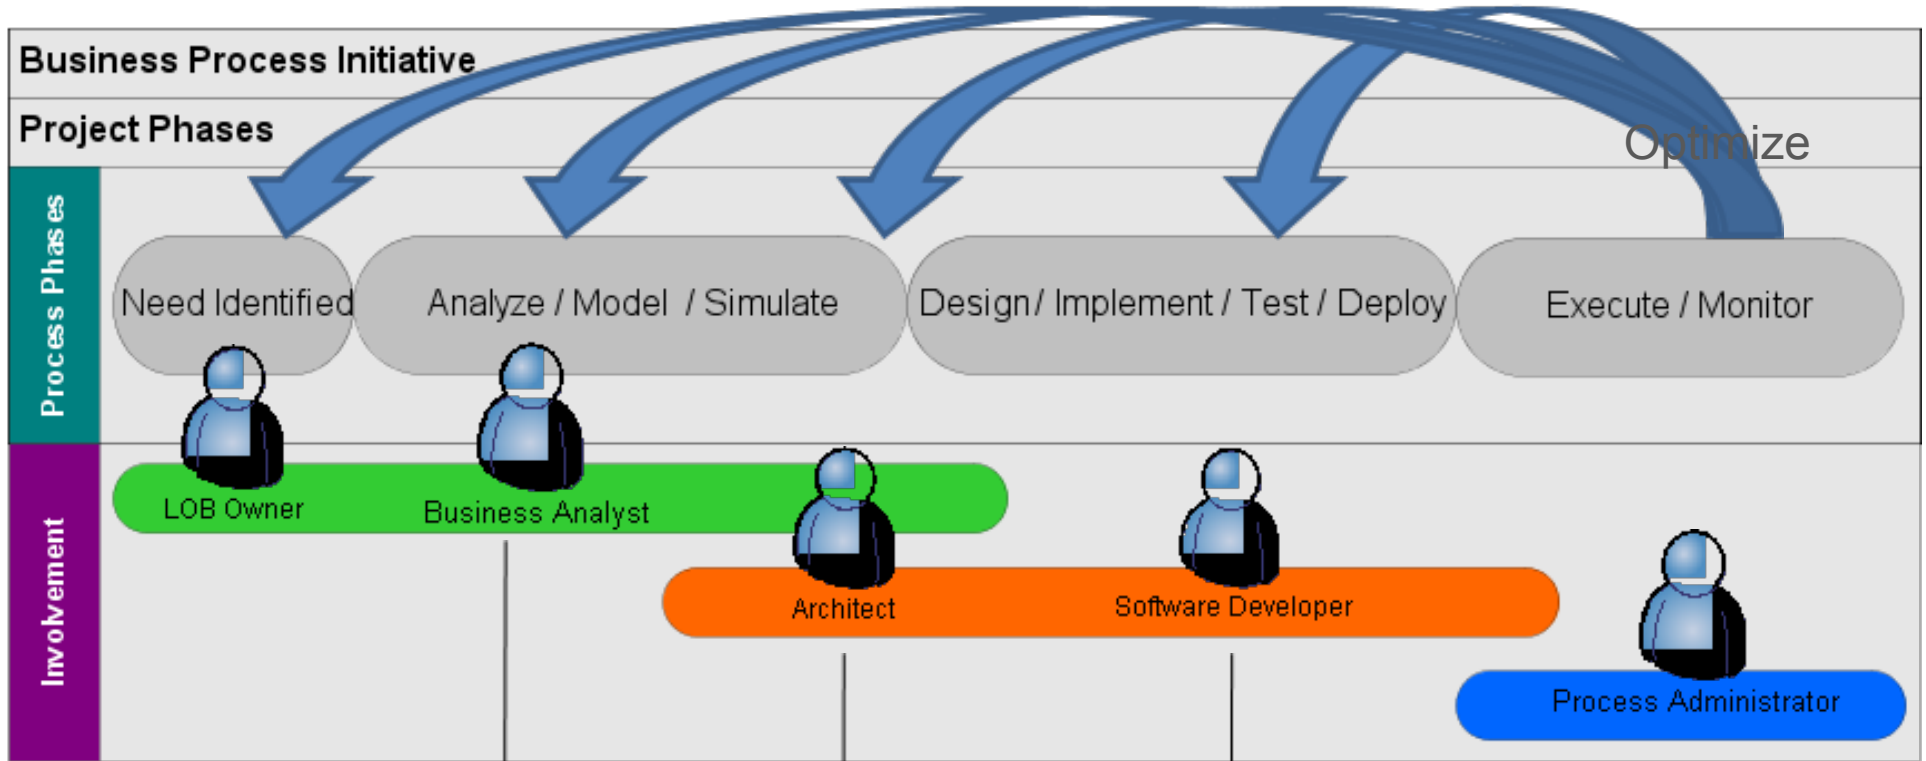 Business Process Initiative
Project Phases
Optimize
Process Phases
Need Identified
Analyze / Model / Simulate
Design / Implement / Test / Deploy
Execute / Monitor
Involvement
LOB Owner
Business Analyst
Architect
Software Developer
Process Administrator